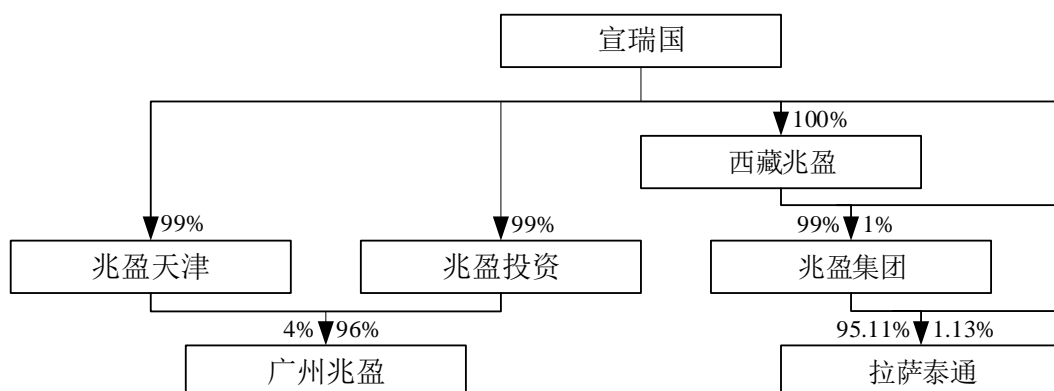 宣瑞国
100%
西藏兆盈
99% 99% 99% 1%
兆盈天津 兆盈投资 兆盈集团
4% 96% 95.11% 1.13%
广州兆盈 拉萨泰通